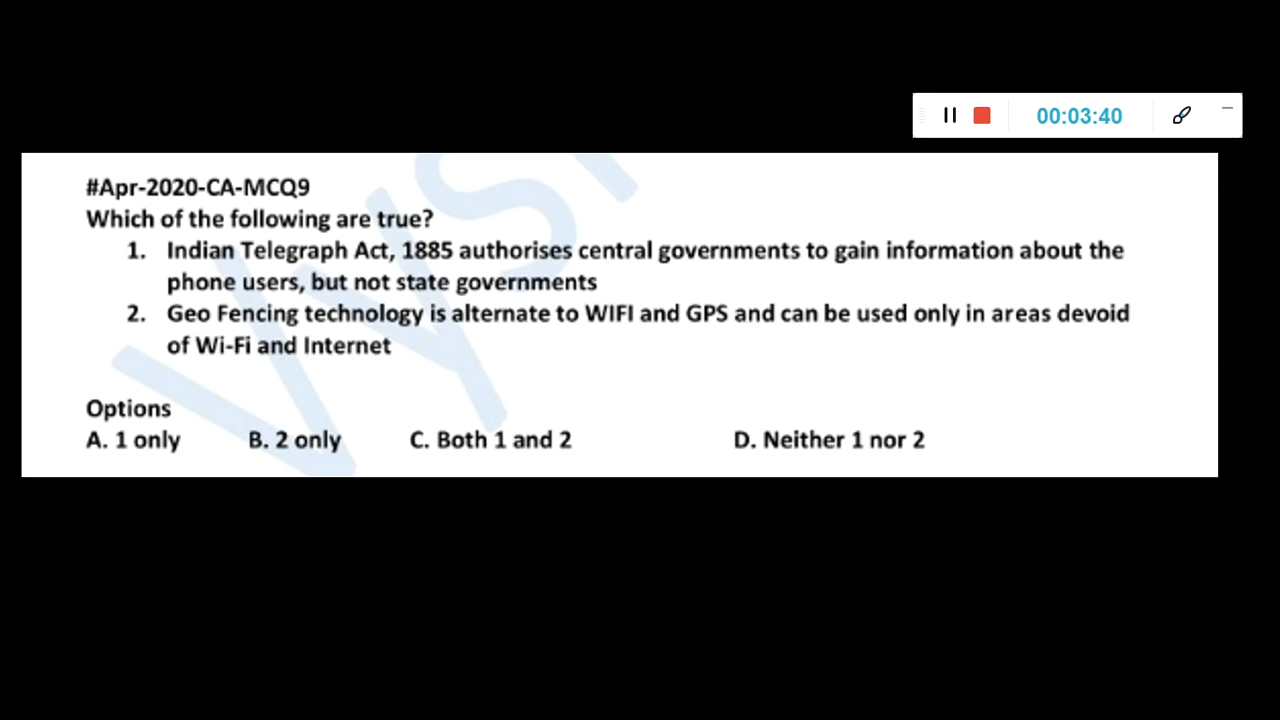 00:03:40
#Apr-2020-CA-MCQ9
Which of the following are true?
1. Indian Telegraph Act, 1885 authorises central governments to gain information about the
phone users, but not state governments
2. Geo Fencing technology is alternate to WIFI and GPS and can be used only in areas devoid
of Wi-Fi and Internet
Options
A. 1 only B. 2 only C. Both 1 and 2 D. Neither 1 nor 2